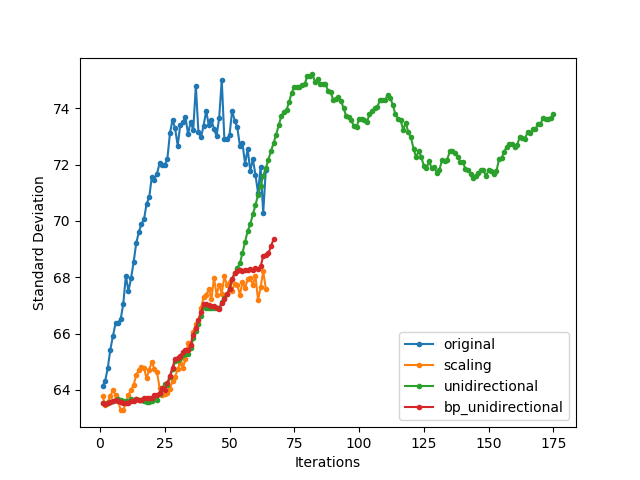 74
72
70
68
66
64
Standard Deviation
0 25 50 75 100 125 150 175
Iterations
original
scaling
unidirectional
bp_unidirectional